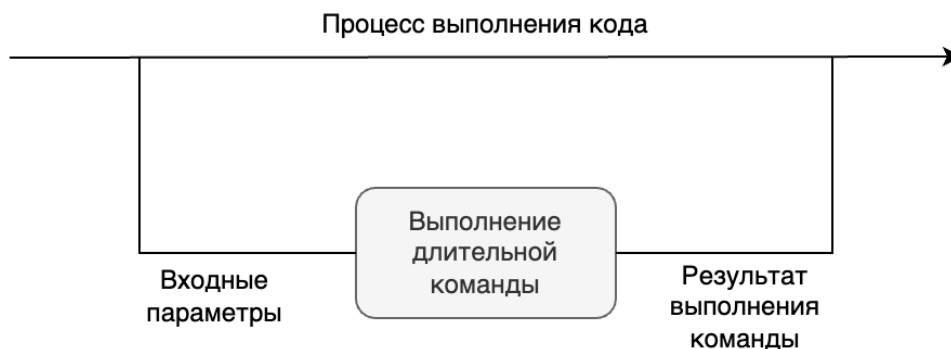 Процесс выполнения кода
Выполнение
длительной
команды
Входные
параметры
Результат
выполнения
команды